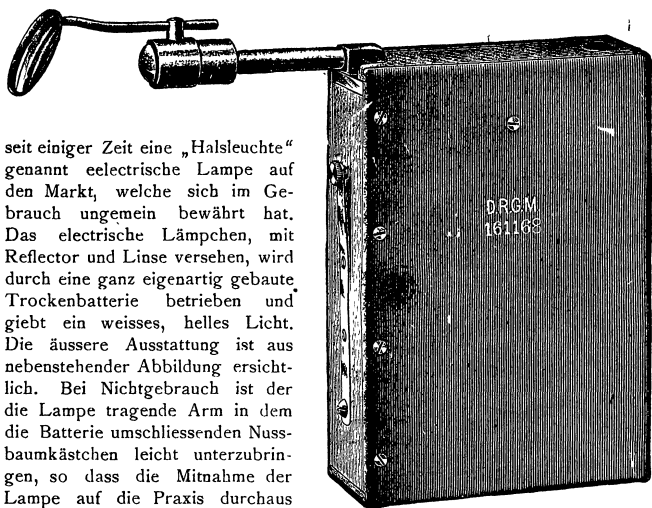 seit einiger Zeit eine „Halsleuchte“
genannt eelectrische Lampe auf
den Markt, welche sich im Ge-
brauch ungemein bewährt hat.
Das electrische Lämpchen, mit
Reflector und Linse versehen, wird
durch eine ganz eigenartig gebaute
Trockenbatterie betrieben und
giebt ein weisses, helles Licht.
Die äussere Ausstattung ist aus
nebenstehender Abbildung ersicht-
lich. Bei Nichtgebrauch ist der
die Lampe tragende Arm in dem
die Batterie umschliessenden Nuss-
baumkästchen leicht unterzubrin-
gen, so dass die Mitnahme der
Lampe auf die Praxis durchaus
D.R.G.M.
161168